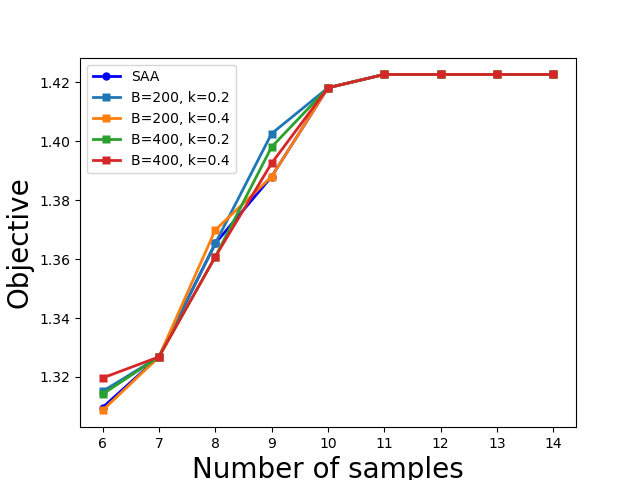 SAA
B=200, k=0.2
B=200, k=0.4
B=400, k=0.2
B=400, k=0.4
1.42
1.40
1.38
1.36
1.34
1.32
Objective
6 7 8 9 10 11 12 13 14
Number of samples